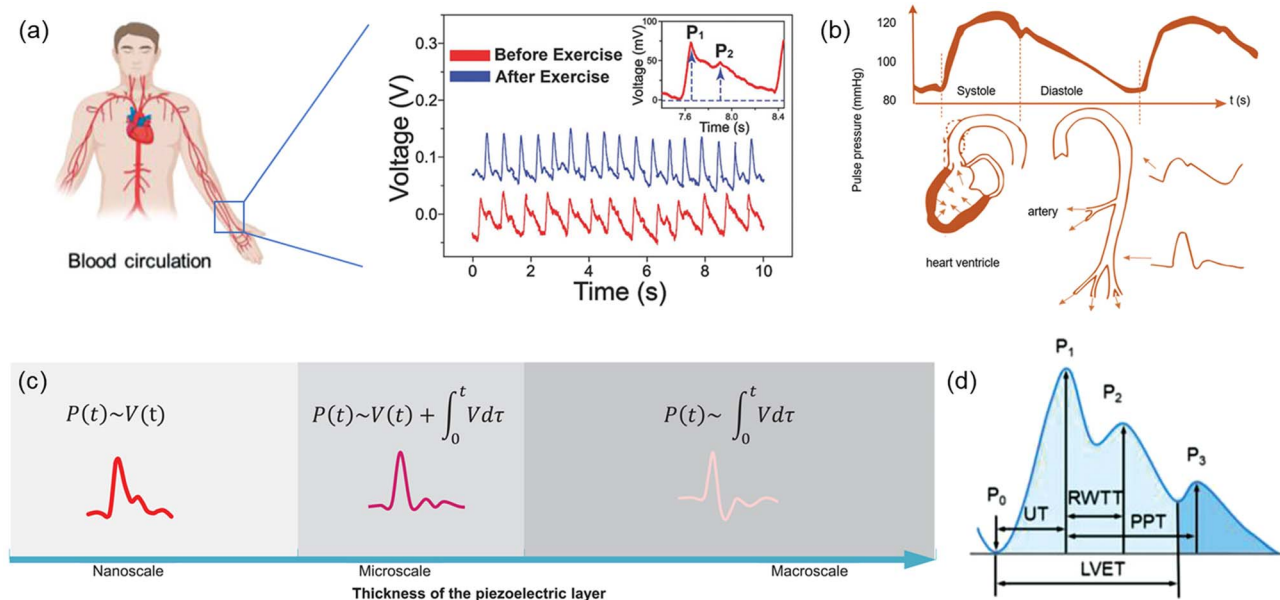 (a)
Blood circulation
Voltage (V)
0.3
0.2
0.1
0.0
Before Exercise
After Exercise
Voltage (mV)
100
75
50
25
0
P₁
P₂
7.6
8.0
8.4
Time (s)
0
2
4
6
8
10
Time (s)
(b)
Pulse pressure (mmHg)
120
100
80
Systole
Diastole
t (s)
artery
heart ventricle
(c)
P(t)~V(t)
P(t)~V(t) + ∫₀ᵗ Vdτ
P(t)~ ∫₀ᵗ Vdτ
Nanoscale
Microscale
Macroscale
Thickness of the piezoelectric layer
(d)
P₁
P₂
P₃
P₀
UT
RWTT
PPT
LVET